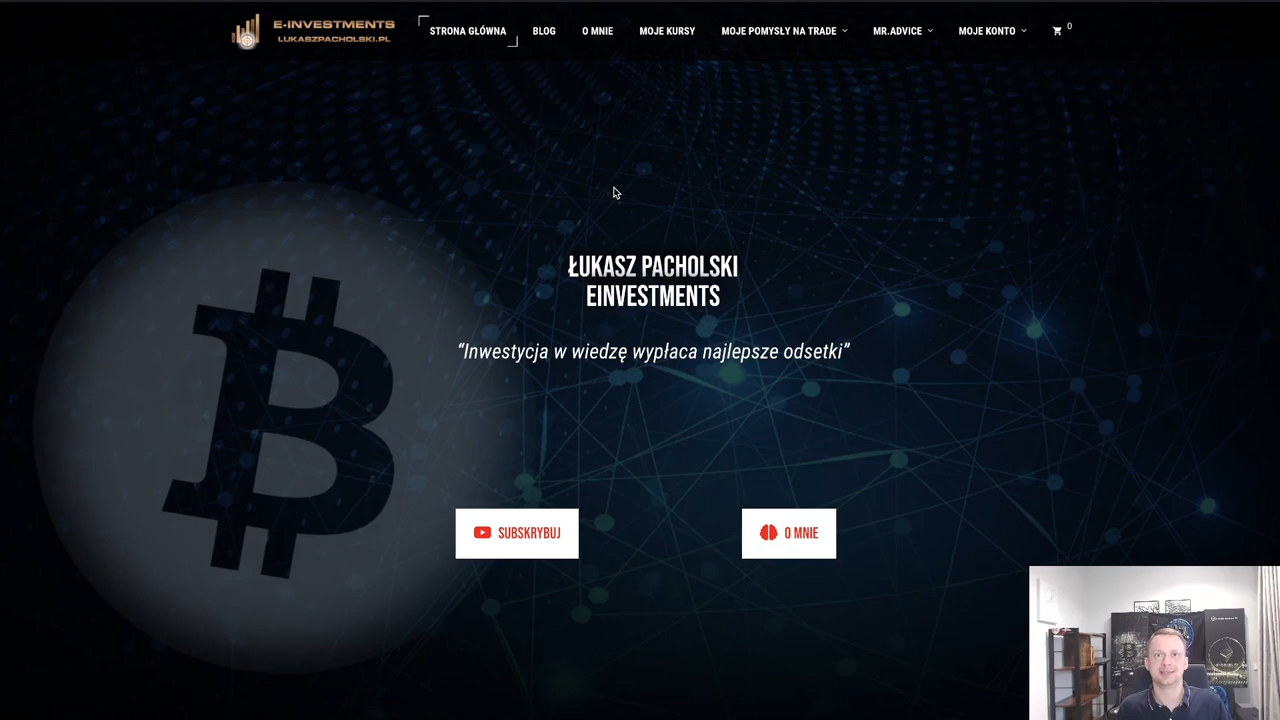 E-INVESTMENTS
LUKASZPACHOLSKI.PL
STRONA GŁÓWNA
BLOG
O MNIE
MOJE KURSY
MOJE POMYSŁY NA TRADE
MR.ADVICE
MOJE KONTO
0
ŁUKASZ PACHOLSKI
EINVESTMENTS
“Inwestycja w wiedzę wypłaca najlepsze odsetki”
SUBSKRYBUJ
O MNIE